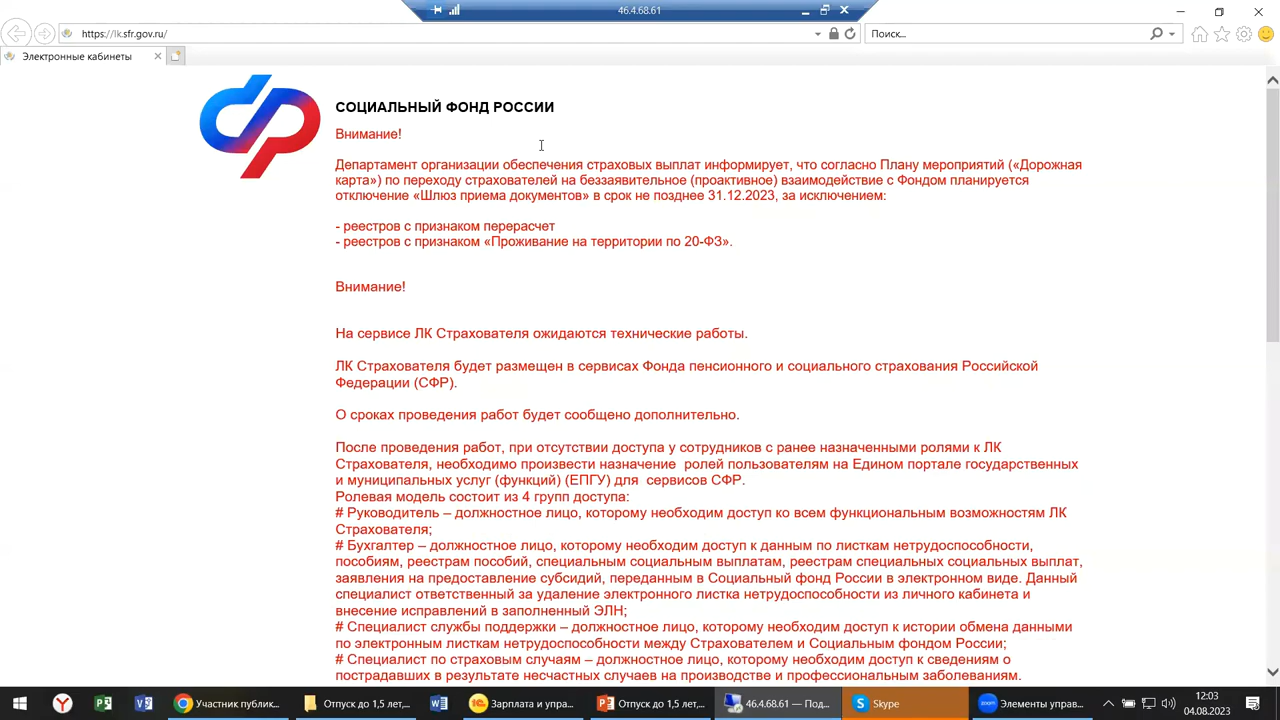 46.4.68.61
https://lk.sfr.gov.ru/
Поиск...
Электронные кабинеты
СОЦИАЛЬНЫЙ ФОНД РОССИИ
Внимание!
Департамент организации обеспечения страховых выплат информирует, что согласно Плану мероприятий («Дорожная
карта») по переходу страхователей на беззаявительное (проактивное) взаимодействие с Фондом планируется
отключение «Шлюз приема документов» в срок не позднее 31.12.2023, за исключением:
- реестров с признаком перерасчет
- реестров с признаком «Проживание на территории по 20-ФЗ».
Внимание!
На сервисе ЛК Страхователя ожидаются технические работы.
ЛК Страхователя будет размещен в сервисах Фонда пенсионного и социального страхования Российской
Федерации (СФР).
О сроках проведения работ будет сообщено дополнительно.
После проведения работ, при отсутствии доступа у сотрудников с ранее назначенными ролями к ЛК
Страхователя, необходимо произвести назначение ролей пользователям на Едином портале государственных
и муниципальных услуг (функций) (ЕПГУ) для сервисов СФР.
Ролевая модель состоит из 4 групп доступа:
# Руководитель – должностное лицо, которому необходим доступ ко всем функциональным возможностям ЛК
Страхователя;
# Бухгалтер – должностное лицо, которому необходим доступ к данным по листкам нетрудоспособности,
пособиям, реестрам пособий, специальным социальным выплатам, реестрам специальных социальных выплат,
заявления на предоставление субсидий, переданным в Социальный фонд России в электронном виде. Данный
специалист ответственный за удаление электронного листка нетрудоспособности из личного кабинета и
внесение исправлений в заполненный ЭЛН;
# Специалист службы поддержки – должностное лицо, которому необходим доступ к истории обмена данными
по электронным листкам нетрудоспособности между Страхователем и Социальным фондом России;
# Специалист по страховым случаям – должностное лицо, которому необходим доступ к сведениям о
пострадавших в результате несчастных случаев на производстве и профессиональным заболеваниям.
Участникublik...
Отпуск до 1,5 лет,...
Зарплата и упра...
Отпуск до 1,5 лет,...
46.4.68.61 — Под...
Skype
Элементы управ...
12:03
04.08.2023